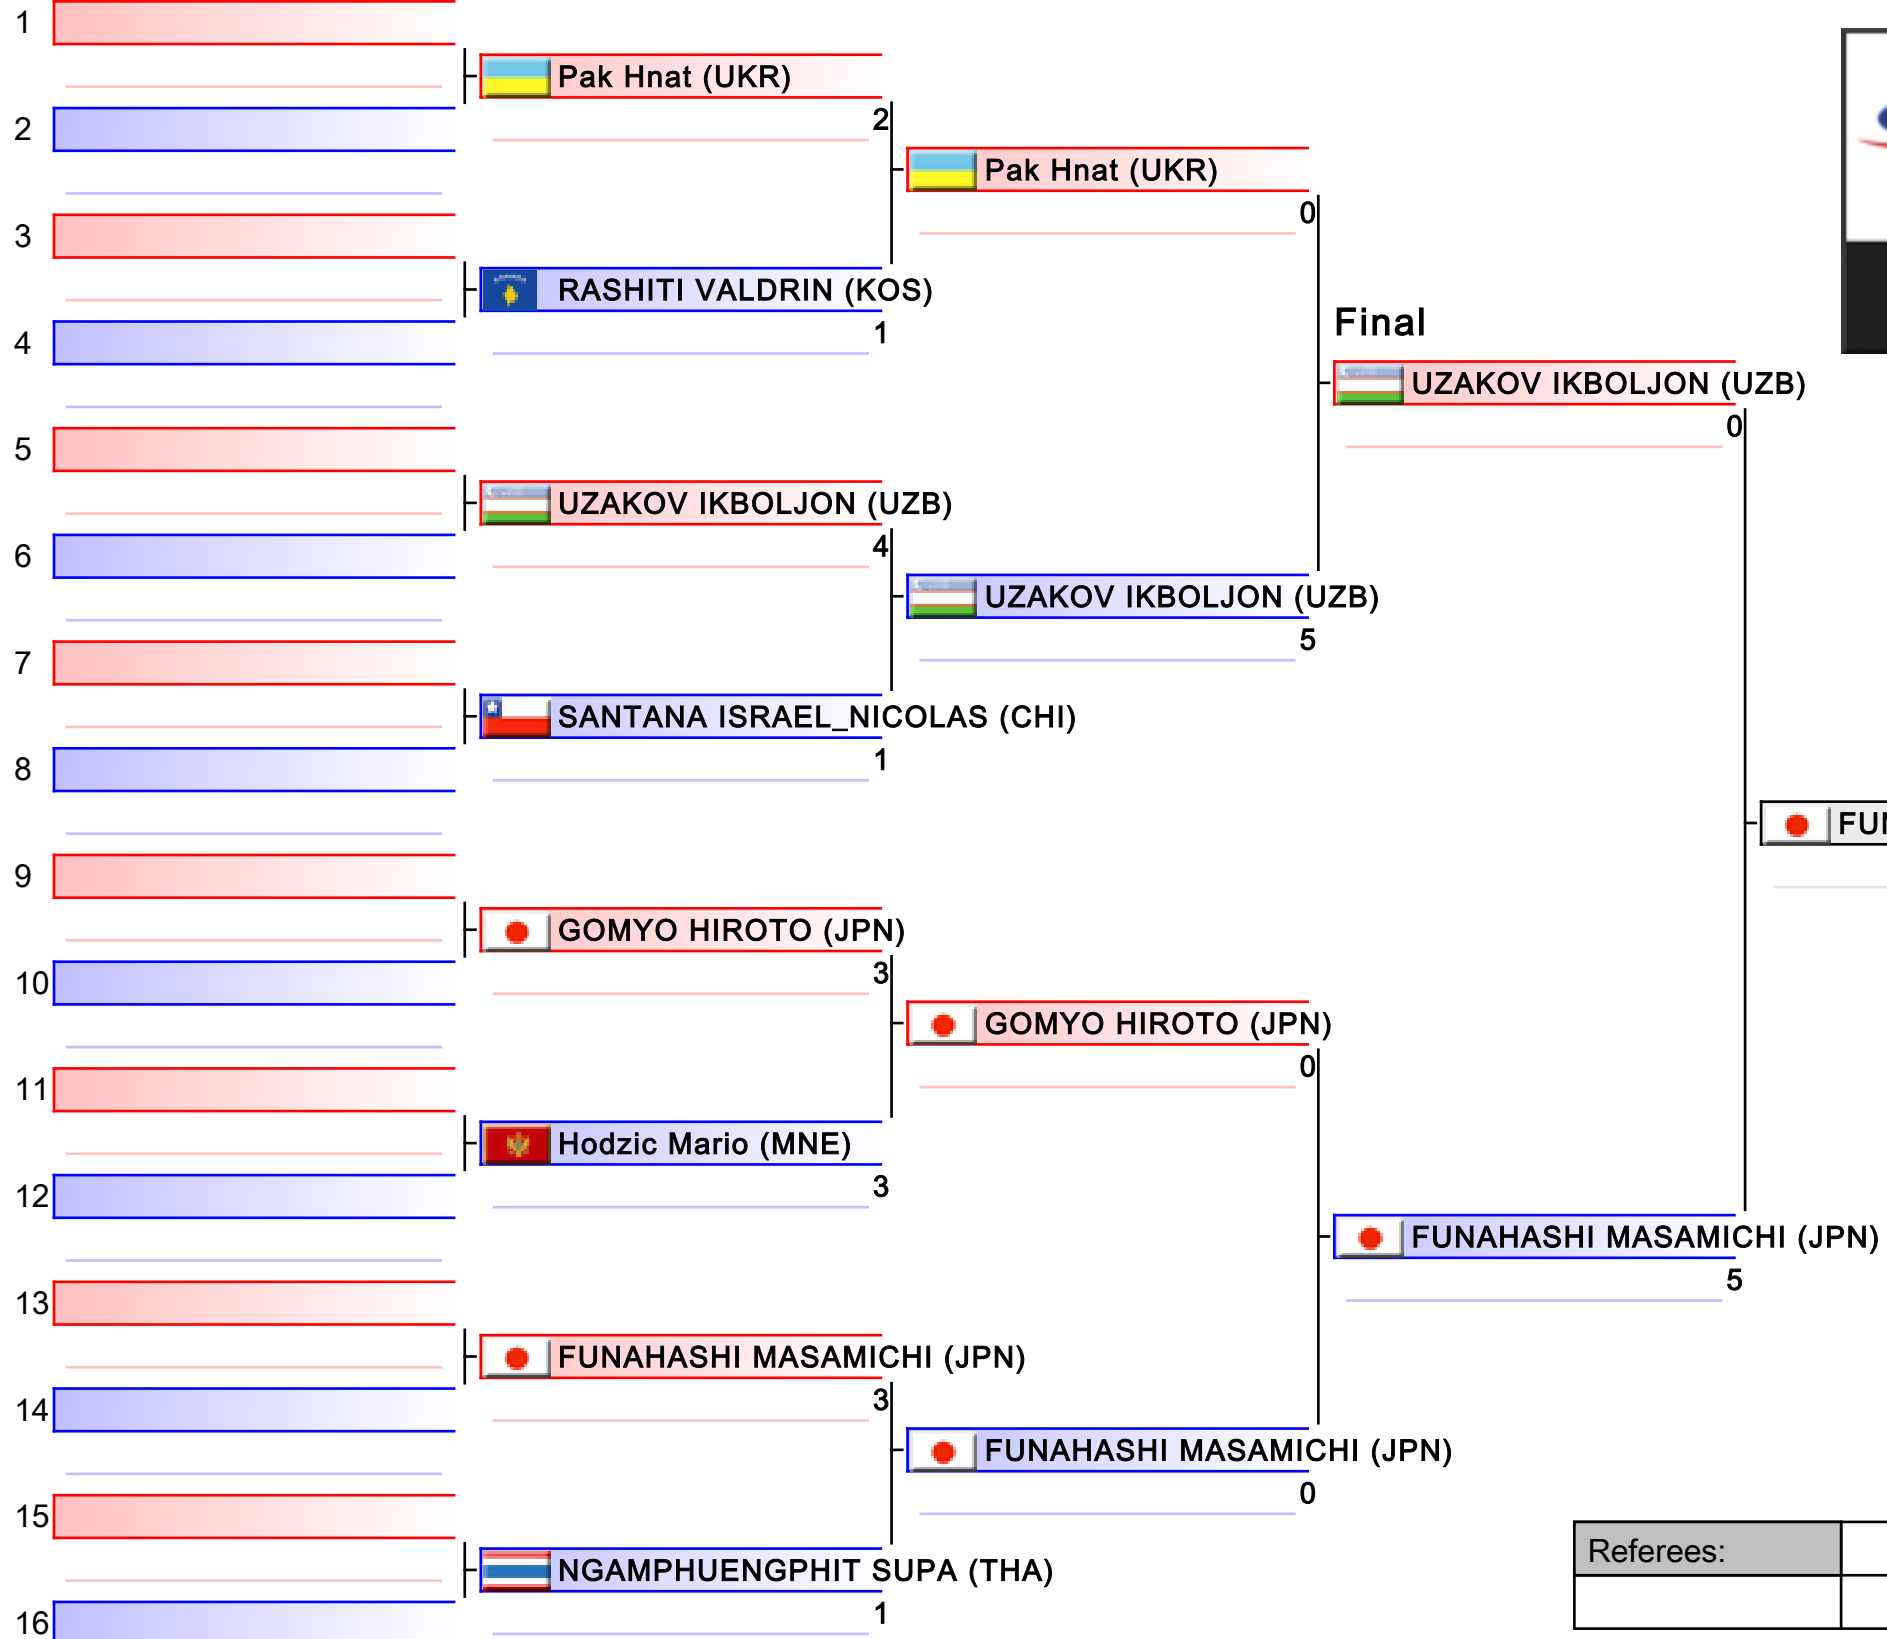 1
Pak Hnat (UKR)
2
2
Pak Hnat (UKR)
0
3
RASHITI VALDRIN (KOS)
1
4
Final
UZAKOV IKBOLJON (UZB)
0
5
UZAKOV IKBOLJON (UZB)
4
6
UZAKOV IKBOLJON (UZB)
5
7
SANTANA ISRAEL_NICOLAS (CHI)
1
8
FUN
9
GOMYO HIROTO (JPN)
3
10
GOMYO HIROTO (JPN)
0
11
Hodzic Mario (MNE)
3
12
FUNAHASHI MASAMICHI (JPN)
5
13
FUNAHASHI MASAMICHI (JPN)
3
14
FUNAHASHI MASAMICHI (JPN)
0
15
NGAMPHUENGPHIT SUPA (THA)
1
16
Referees: